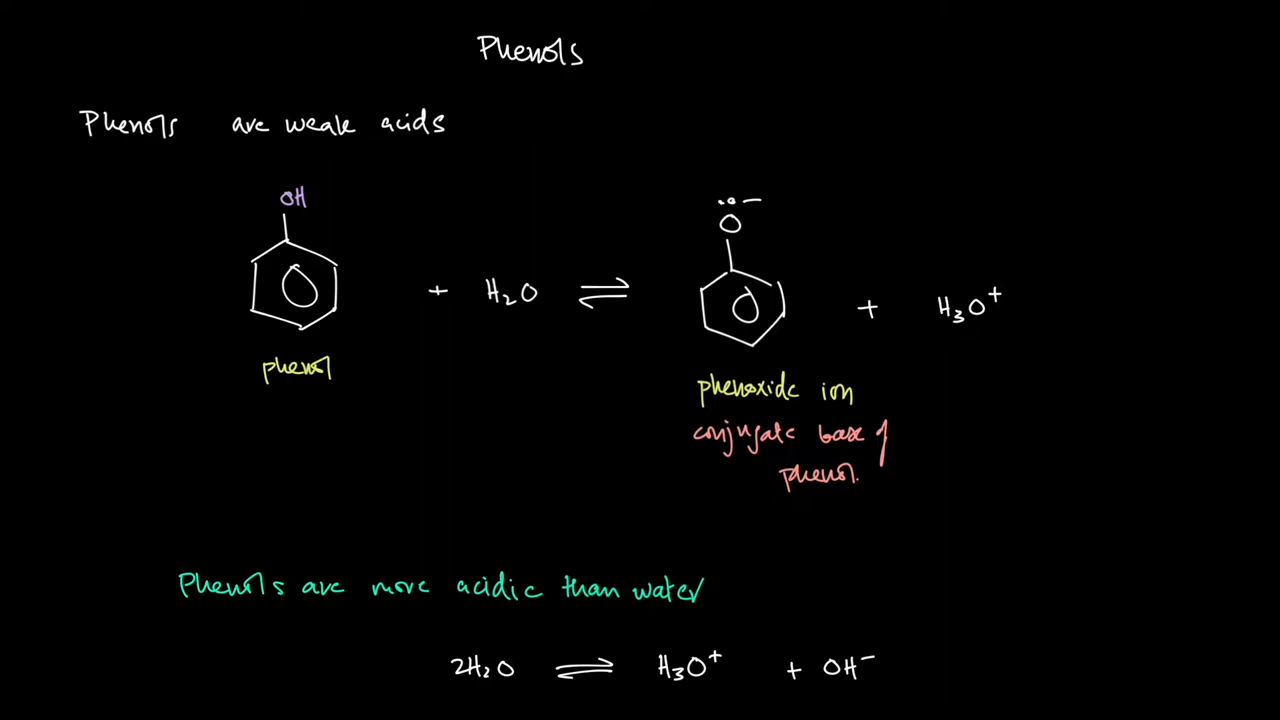 Phenols
Phenols are weak acids
OH
O⁻
+ H₂O ⇌
+ H₃O⁺
phenol
phenoxide ion
conjugate base of
phenol.
Phenols are more acidic than water
2H₂O ⇌ H₃O⁺ + OH⁻